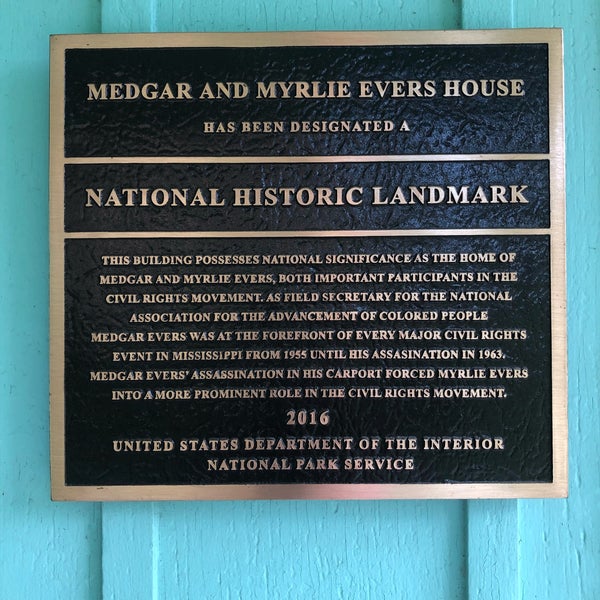 MEDGAR AND MYRLIE EVERS HOUSE
HAS BEEN DESIGNATED A
NATIONAL HISTORIC LANDMARK
THIS BUILDING POSSESSES NATIONAL SIGNIFICANCE AS THE HOME OF
MEDGAR AND MYRLIE EVERS, BOTH IMPORTANT PARTICIPANTS IN THE
CIVIL RIGHTS MOVEMENT. AS FIELD SECRETARY FOR THE NATIONAL
ASSOCIATION FOR THE ADVANCEMENT OF COLORED PEOPLE
MEDGAR EVERS WAS AT THE FOREFRONT OF EVERY MAJOR CIVIL RIGHTS
EVENT IN MISSISSIPPI FROM 1955 UNTIL HIS ASSASINATION IN 1963.
MEDGAR EVERS' ASSASSINATION IN HIS CARPORT FORCED MYRLIE EVERS
INTO A MORE PROMINENT ROLE IN THE CIVIL RIGHTS MOVEMENT.
2016
UNITED STATES DEPARTMENT OF THE INTERIOR
NATIONAL PARK SERVICE